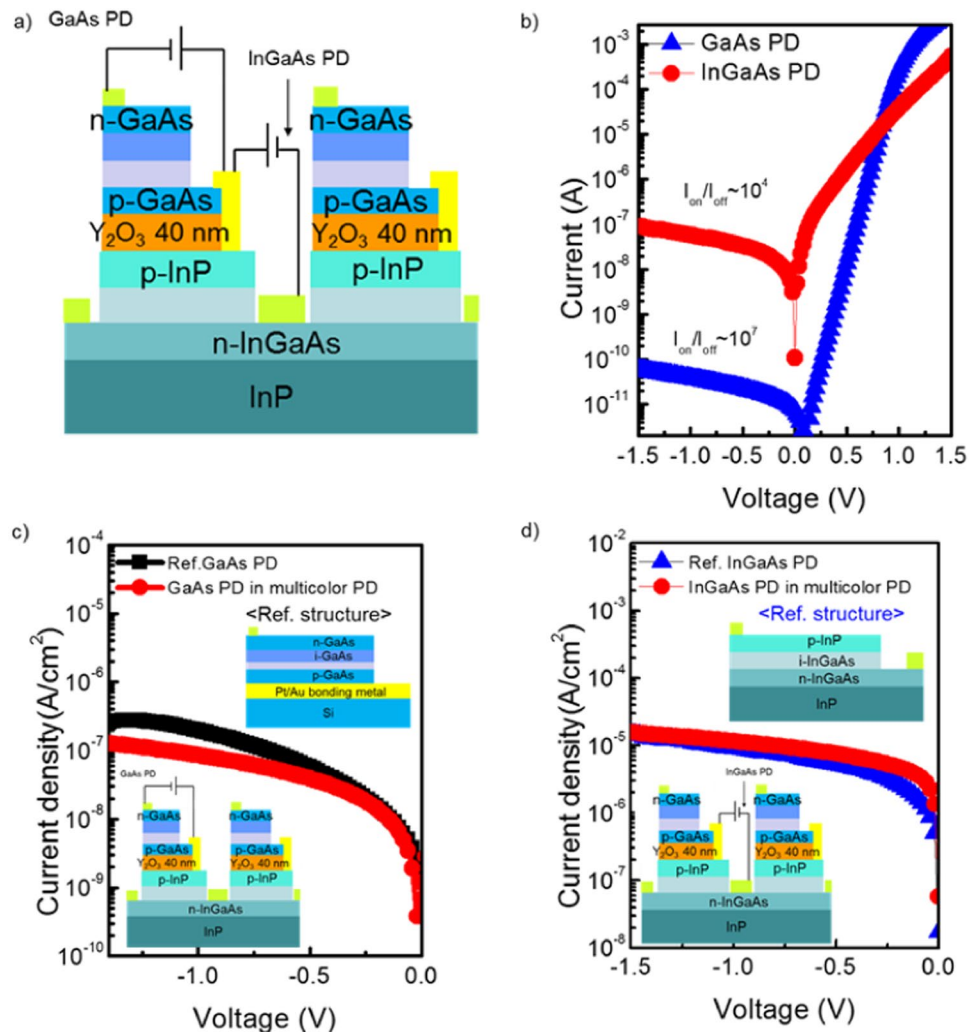 a)
GaAs PD
InGaAs PD
n-GaAs n-GaAs
p-GaAs p-GaAs
Y₂O₃ 40 nm Y₂O₃ 40 nm
p-InP p-InP
n-InGaAs
InP
b)
GaAs PD
InGaAs PD
I_on/I_off~10⁴
I_on/I_off~10⁷
10⁻³
10⁻⁴
10⁻⁵
10⁻⁶
10⁻⁷
10⁻⁸
10⁻⁹
10⁻¹⁰
10⁻¹¹
Current (A)
-1.5 -1.0 -0.5 0.0 0.5 1.0 1.5
Voltage (V)
c)
Ref.GaAs PD
GaAs PD in multicolor PD
<Ref. structure>
n-GaAs
i-GaAs
p-GaAs
Pt/Au bonding metal
Si
GaAs PD
n-GaAs n-GaAs
p-GaAs p-GaAs
Y₂O₃ 40 nm Y₂O₃ 40 nm
p-InP p-InP
n-InGaAs
InP
10⁻⁴
10⁻⁵
10⁻⁶
10⁻⁷
10⁻⁸
10⁻⁹
10⁻¹⁰
Current density(A/cm²)
-1.0 -0.5 0.0
Voltage (V)
d)
Ref. InGaAs PD
InGaAs PD in multicolor PD
<Ref. structure>
p-InP
i-InGaAs
n-InGaAs
InP
InGaAs PD
n-GaAs n-GaAs
p-GaAs p-GaAs
Y₂O₃ 40 nm Y₂O₃ 40 nm
p-InP p-InP
n-InGaAs
InP
10⁻²
10⁻³
10⁻⁴
10⁻⁵
10⁻⁶
10⁻⁷
10⁻⁸
Current density(A/cm²)
-1.5 -1.0 -0.5 0.0
Voltage (V)